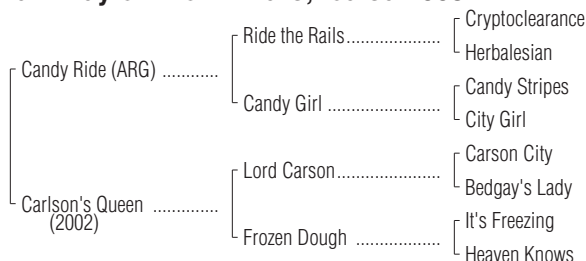 Cryptoclearance
Ride the Rails..................
Herbalesian
Candy Ride (ARG) ............
Candy Stripes
Candy Girl .....................
City Girl
Carson City
Lord Carson...................
Bedgay's Lady
Carlson's Queen .............
(2002)
It's Freezing
Frozen Dough ................
Heaven Knows